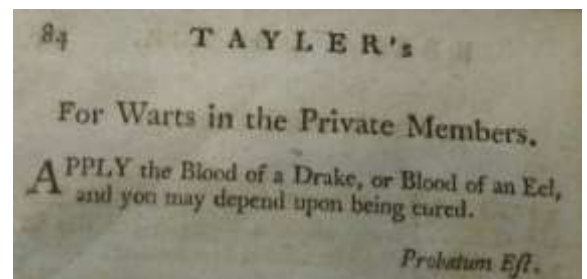 84 TAYLER's
For Warts in the Private Members.
APPLY the Blood of a Drake, or Blood of an Eel,
and you may depend upon being cured.
Probatum Eſt.